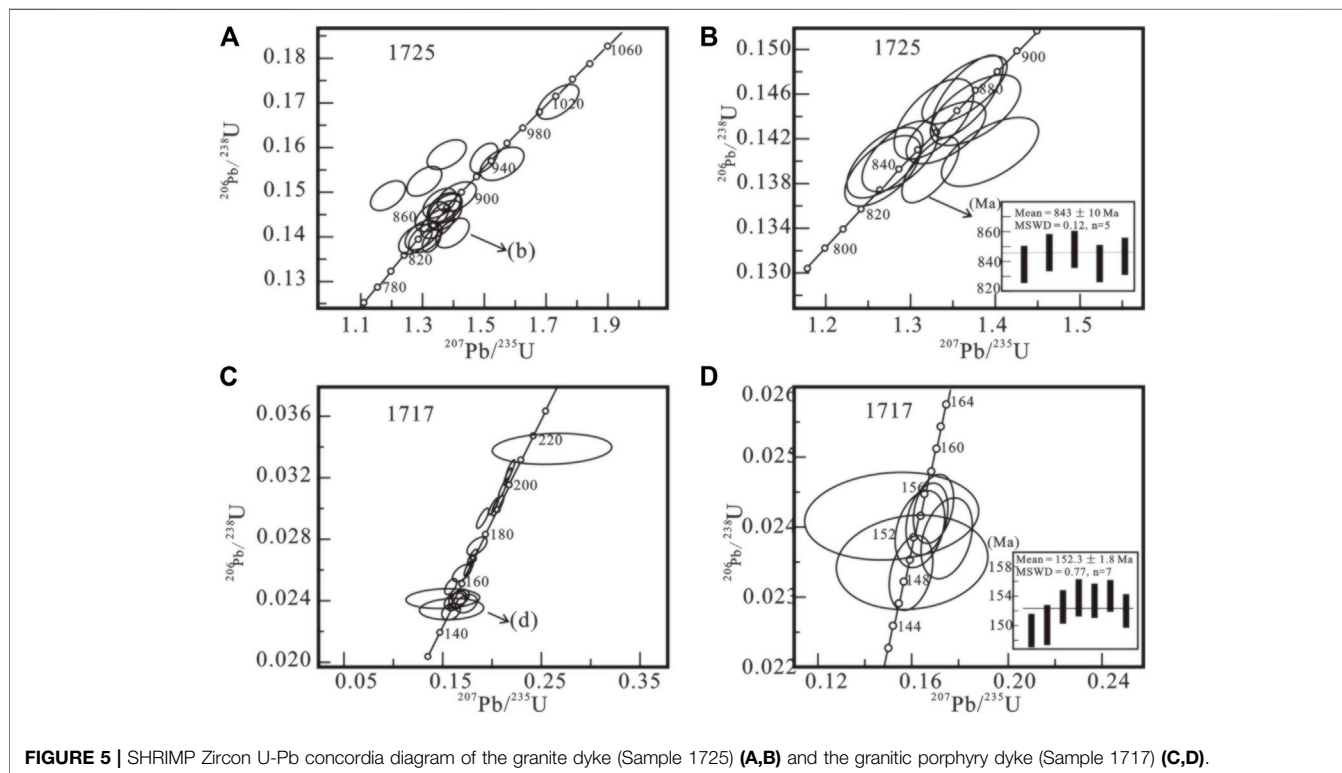 A
1725
0.18
0.17
0.16
0.15
0.14
0.13
²⁰⁶Pb/²³⁸U
1060
1020
980
940
900
860
820
780
(b)
1.1 1.3 1.5 1.7 1.9
²⁰⁷Pb/²³⁵U
B
1725
0.150
0.146
0.142
0.138
0.134
0.130
²⁰⁶Pb/²³⁸U
900
880
840
820
800
(Ma)
Mean = 843 ± 10 Ma
MSWD = 0.12, n=5
860
840
820
1.2 1.3 1.4 1.5
²⁰⁷Pb/²³⁵U
C
1717
0.036
0.032
0.028
0.024
0.020
²⁰⁶Pb/²³⁸U
220
200
180
160
140
(d)
0.05 0.15 0.25 0.35
²⁰⁷Pb/²³⁵U
D
1717
0.026
0.025
0.024
0.023
0.022
²⁰⁶Pb/²³⁸U
164
160
156
152
148
144
(Ma)
Mean = 152.3 ± 1.8 Ma
MSWD = 0.77, n=7
158
154
150
0.12 0.16 0.20 0.24
²⁰⁷Pb/²³⁵U
FIGURE 5 | SHRIMP Zircon U-Pb concordia diagram of the granite dyke (Sample 1725) (A,B) and the granitic porphyry dyke (Sample 1717) (C,D).